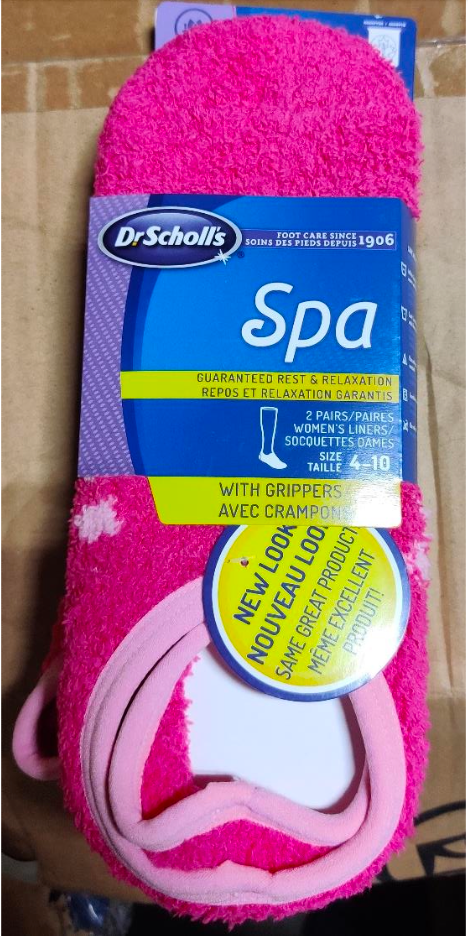 Dr Scholl's
FOOT CARE SINCE
SOINS DES PIEDS DEPUIS 1906
Spa
GUARANTEED REST & RELAXATION
REPOS ET RELAXATION GARANTIS
2 PAIRS/PAIRES
WOMEN'S LINERS/
SOCQUETTES DAMES
SIZE
TAILLE 4-10
WITH GRIPPERS
AVEC CRAMPONS
NEW LOOK
NOUVEAU LOOK
SAME GREAT PRODUCT
MÊME EXCELLENT
PRODUIT!